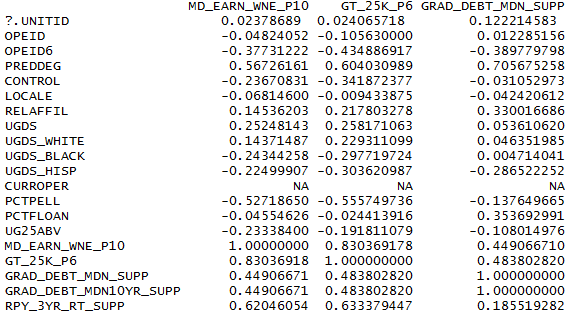 MD_EARN_WNE_P10 GT_25K_P6 GRAD_DEBT_MDN_SUPP
?.UNITID 0.02378689 0.024065718 0.122214583
OPEID -0.04824052 -0.105630000 0.012285156
OPEID6 -0.37731222 -0.434886917 -0.389779798
PREDDEG 0.56726161 0.604030989 0.705675258
CONTROL -0.23670831 -0.341872377 -0.031052973
LOCALE -0.06814600 -0.009433875 -0.042420612
RELAFFIL 0.14536203 0.217803278 0.330016686
UGDS 0.25248143 0.258171063 0.053610620
UGDS_WHITE 0.14371487 0.229311099 0.046351985
UGDS_BLACK -0.24344258 -0.297719724 0.004714041
UGDS_HISP -0.22499907 -0.303620987 -0.286522252
CURROPER NA NA NA
PCTPELL -0.52718650 -0.555749736 -0.137649665
PCTFLOAN -0.04554626 -0.024413916 0.353692991
UG25ABV -0.23338400 -0.191811079 -0.108014976
MD_EARN_WNE_P10 1.00000000 0.830369178 0.449066710
GT_25K_P6 0.83036918 1.000000000 0.483802820
GRAD_DEBT_MDN_SUPP 0.44906671 0.483802820 1.000000000
GRAD_DEBT_MDN10YR_SUPP 0.44906671 0.483802820 1.000000000
RPY_3YR_RT_SUPP 0.62046054 0.633379447 0.185519282